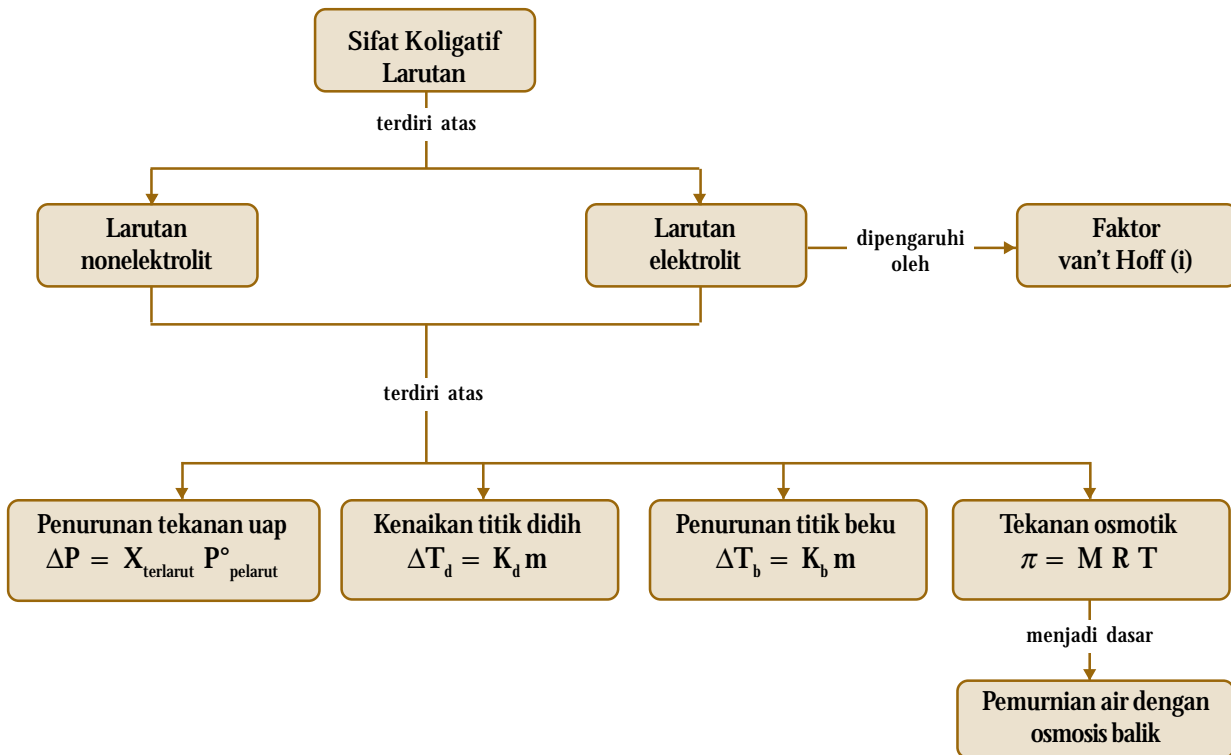 Sifat Koligatif
Larutan
terdiri atas
Larutan
nonelektrolit
Larutan
elektrolit
dipengaruhi
oleh
Faktor
van't Hoff (i)
terdiri atas
Penurunan tekanan uap
ΔP = X_terlarut P°_pelarut
Kenaikan titik didih
ΔT_d = K_d m
Penurunan titik beku
ΔT_b = K_b m
Tekanan osmotik
π = M R T
menjadi dasar
Pemurnian air dengan
osmosis balik